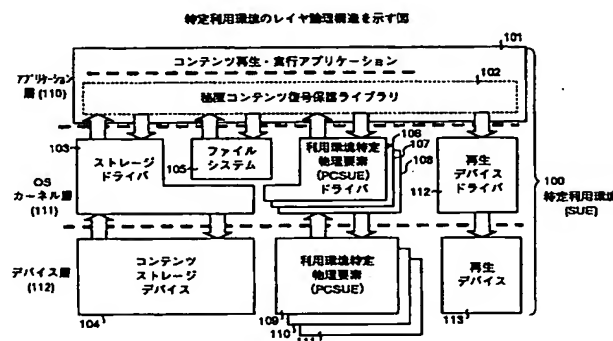 特定利用環境のレイヤ論理構造を示す図
101
コンテンツ再生・実行アプリケーション
102
アプリケーション
層(110)
秘匿コンテンツ復号保護ライブラリ
103
ストレージ
ドライバ
105
ファイル
システム
利用環境特定
物理要素
(PCSUE)
ドライバ
106
107
108
再生
デバイス
ドライバ
112
OS
カーネル層
(111)
100
特定利用環境
(SUE)
デバイス層
(112)
コンテンツ
ストレージ
デバイス
104
利用環境特定
物理要素
(PCSUE)
109
110
再生
デバイス
113